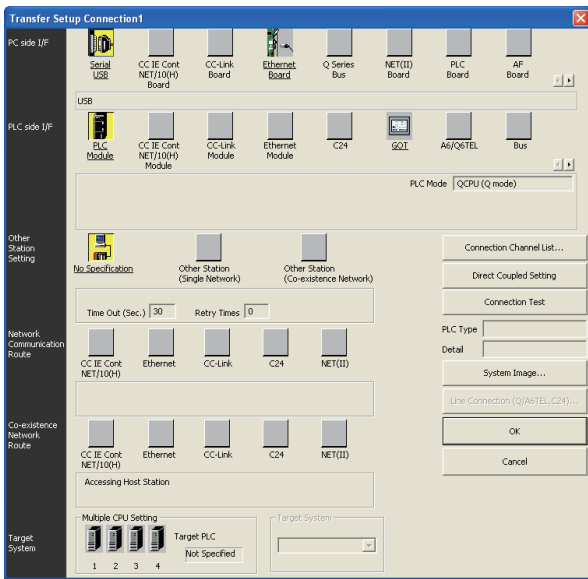 Transfer Setup Connection1
PC side I/F
Serial USB
CC IE Cont NET/10(H) Board
CC-Link Board
Ethernet Board
Q Series Bus
NET(II) Board
PLC Board
AF Board
USB
PLC side I/F
PLC Module
CC IE Cont NET/10(H) Module
CC-Link Module
Ethernet Module
C24
GOT
A6/Q6TEL
Bus
PLC Mode QCPU (Q mode)
Other Station Setting
No Specification
Other Station (Single Network)
Other Station (Co-existence Network)
Time Out (Sec.) 30 Retry Times 0
Connection Channel List...
Direct Coupled Setting
Connection Test
PLC Type
Detail
System Image...
Line Connection (Q/A6TEL,C24)...
OK
Cancel
Network Communication Route
CC IE Cont NET/10(H)
Ethernet
CC-Link
C24
NET(II)
Co-existence Network Route
CC IE Cont NET/10(H)
Ethernet
CC-Link
C24
NET(II)
Accessing Host Station
Target System
Multiple CPU Setting
1 2 3 4
Target PLC
Not Specified
Target System